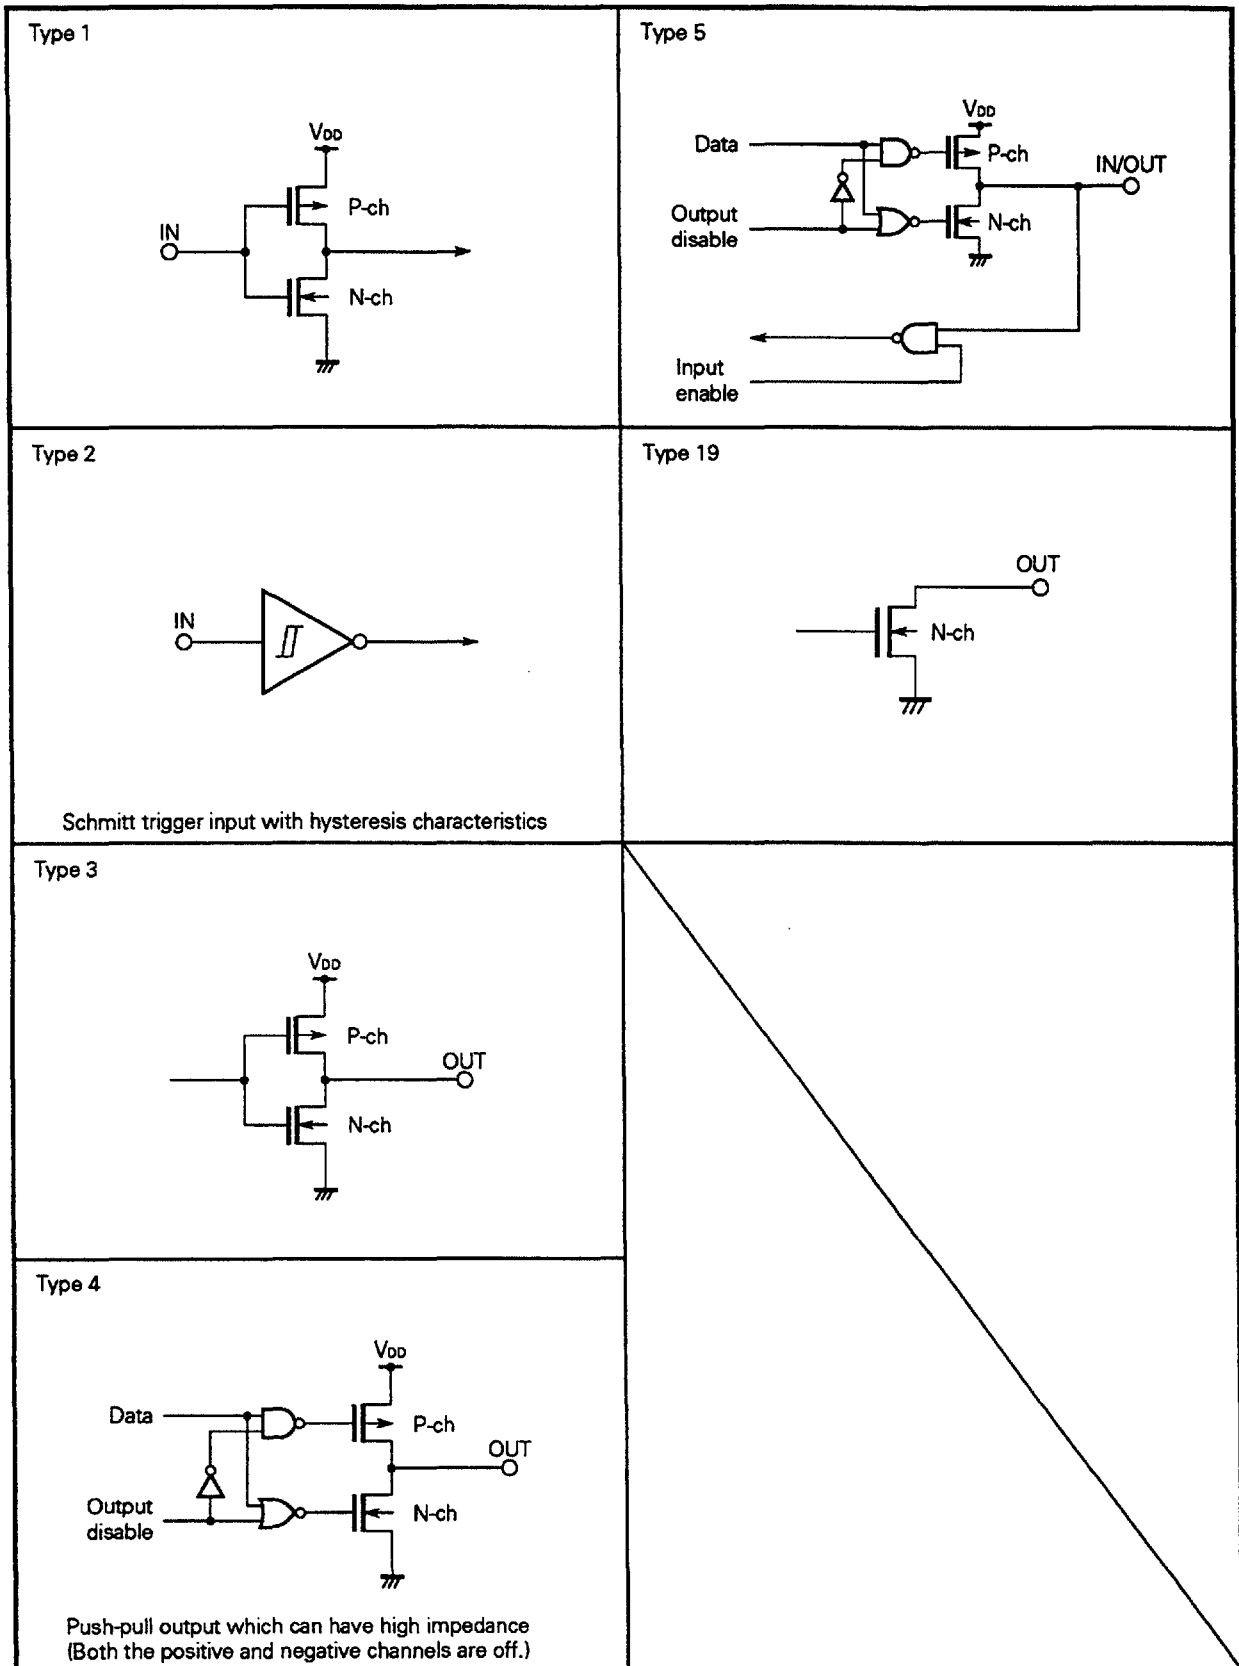 Type 1
VDD
P-ch
IN
N-ch
Type 5
VDD
Data
P-ch
IN/OUT
Output
disable
N-ch
Input
enable
Type 2
IN
Schmitt trigger input with hysteresis characteristics
Type 19
OUT
N-ch
Type 3
VDD
P-ch
OUT
N-ch
Type 4
VDD
Data
P-ch
OUT
Output
disable
N-ch
Push-pull output which can have high impedance
(Both the positive and negative channels are off.)